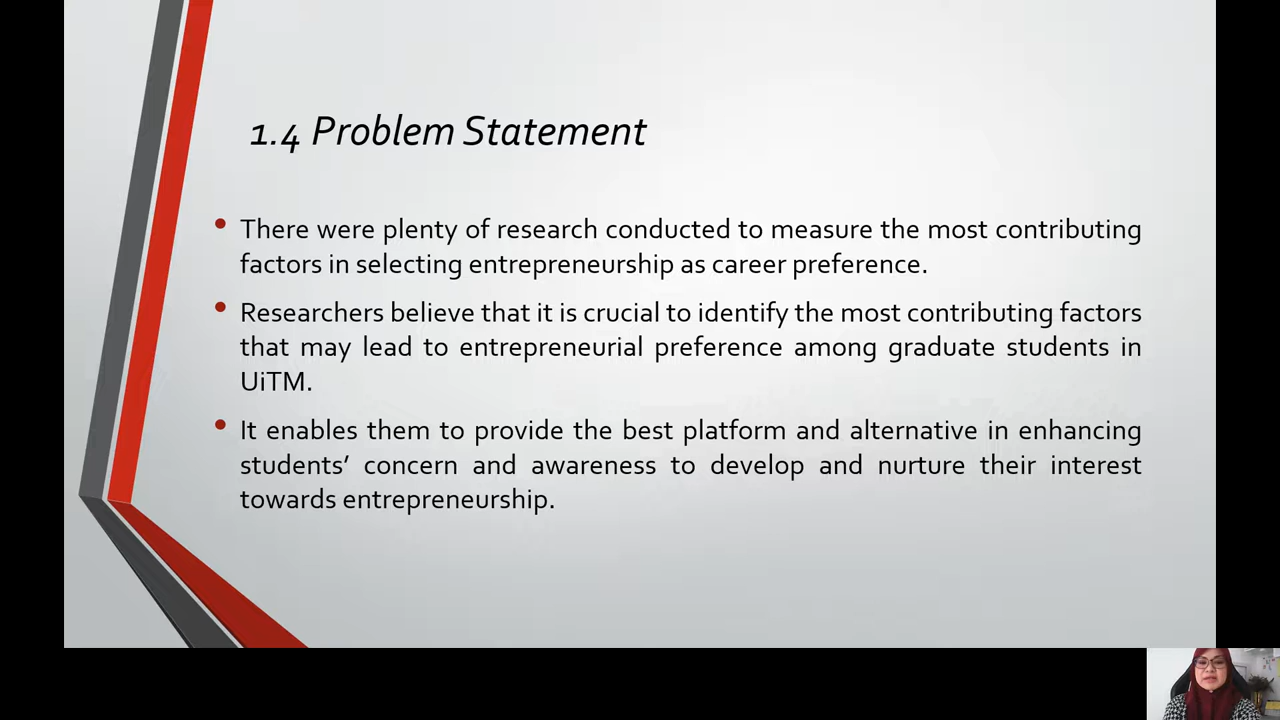 1.4 Problem Statement
• There were plenty of research conducted to measure the most contributing
factors in selecting entrepreneurship as career preference.
• Researchers believe that it is crucial to identify the most contributing factors
that may lead to entrepreneurial preference among graduate students in
UiTM.
• It enables them to provide the best platform and alternative in enhancing
students’ concern and awareness to develop and nurture their interest
towards entrepreneurship.